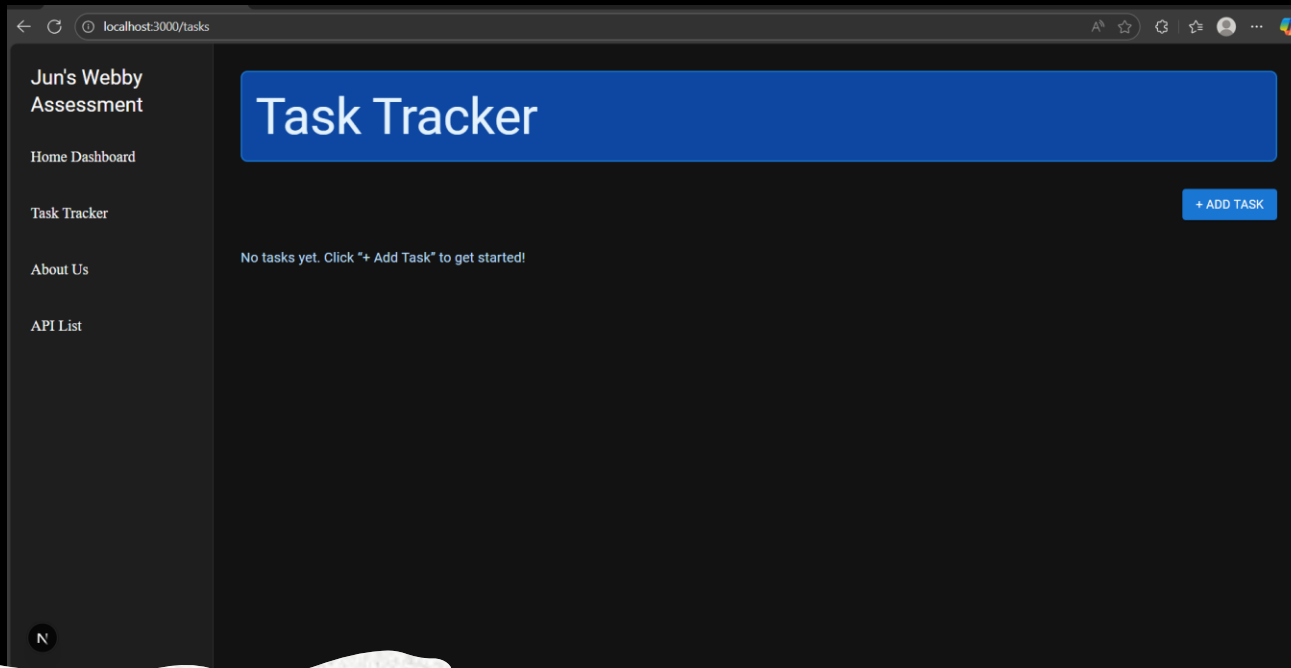 localhost:3000/tasks
Jun's Webby
Assessment
Home Dashboard
Task Tracker
About Us
API List
N
Task Tracker
+ ADD TASK
No tasks yet. Click “+ Add Task” to get started!